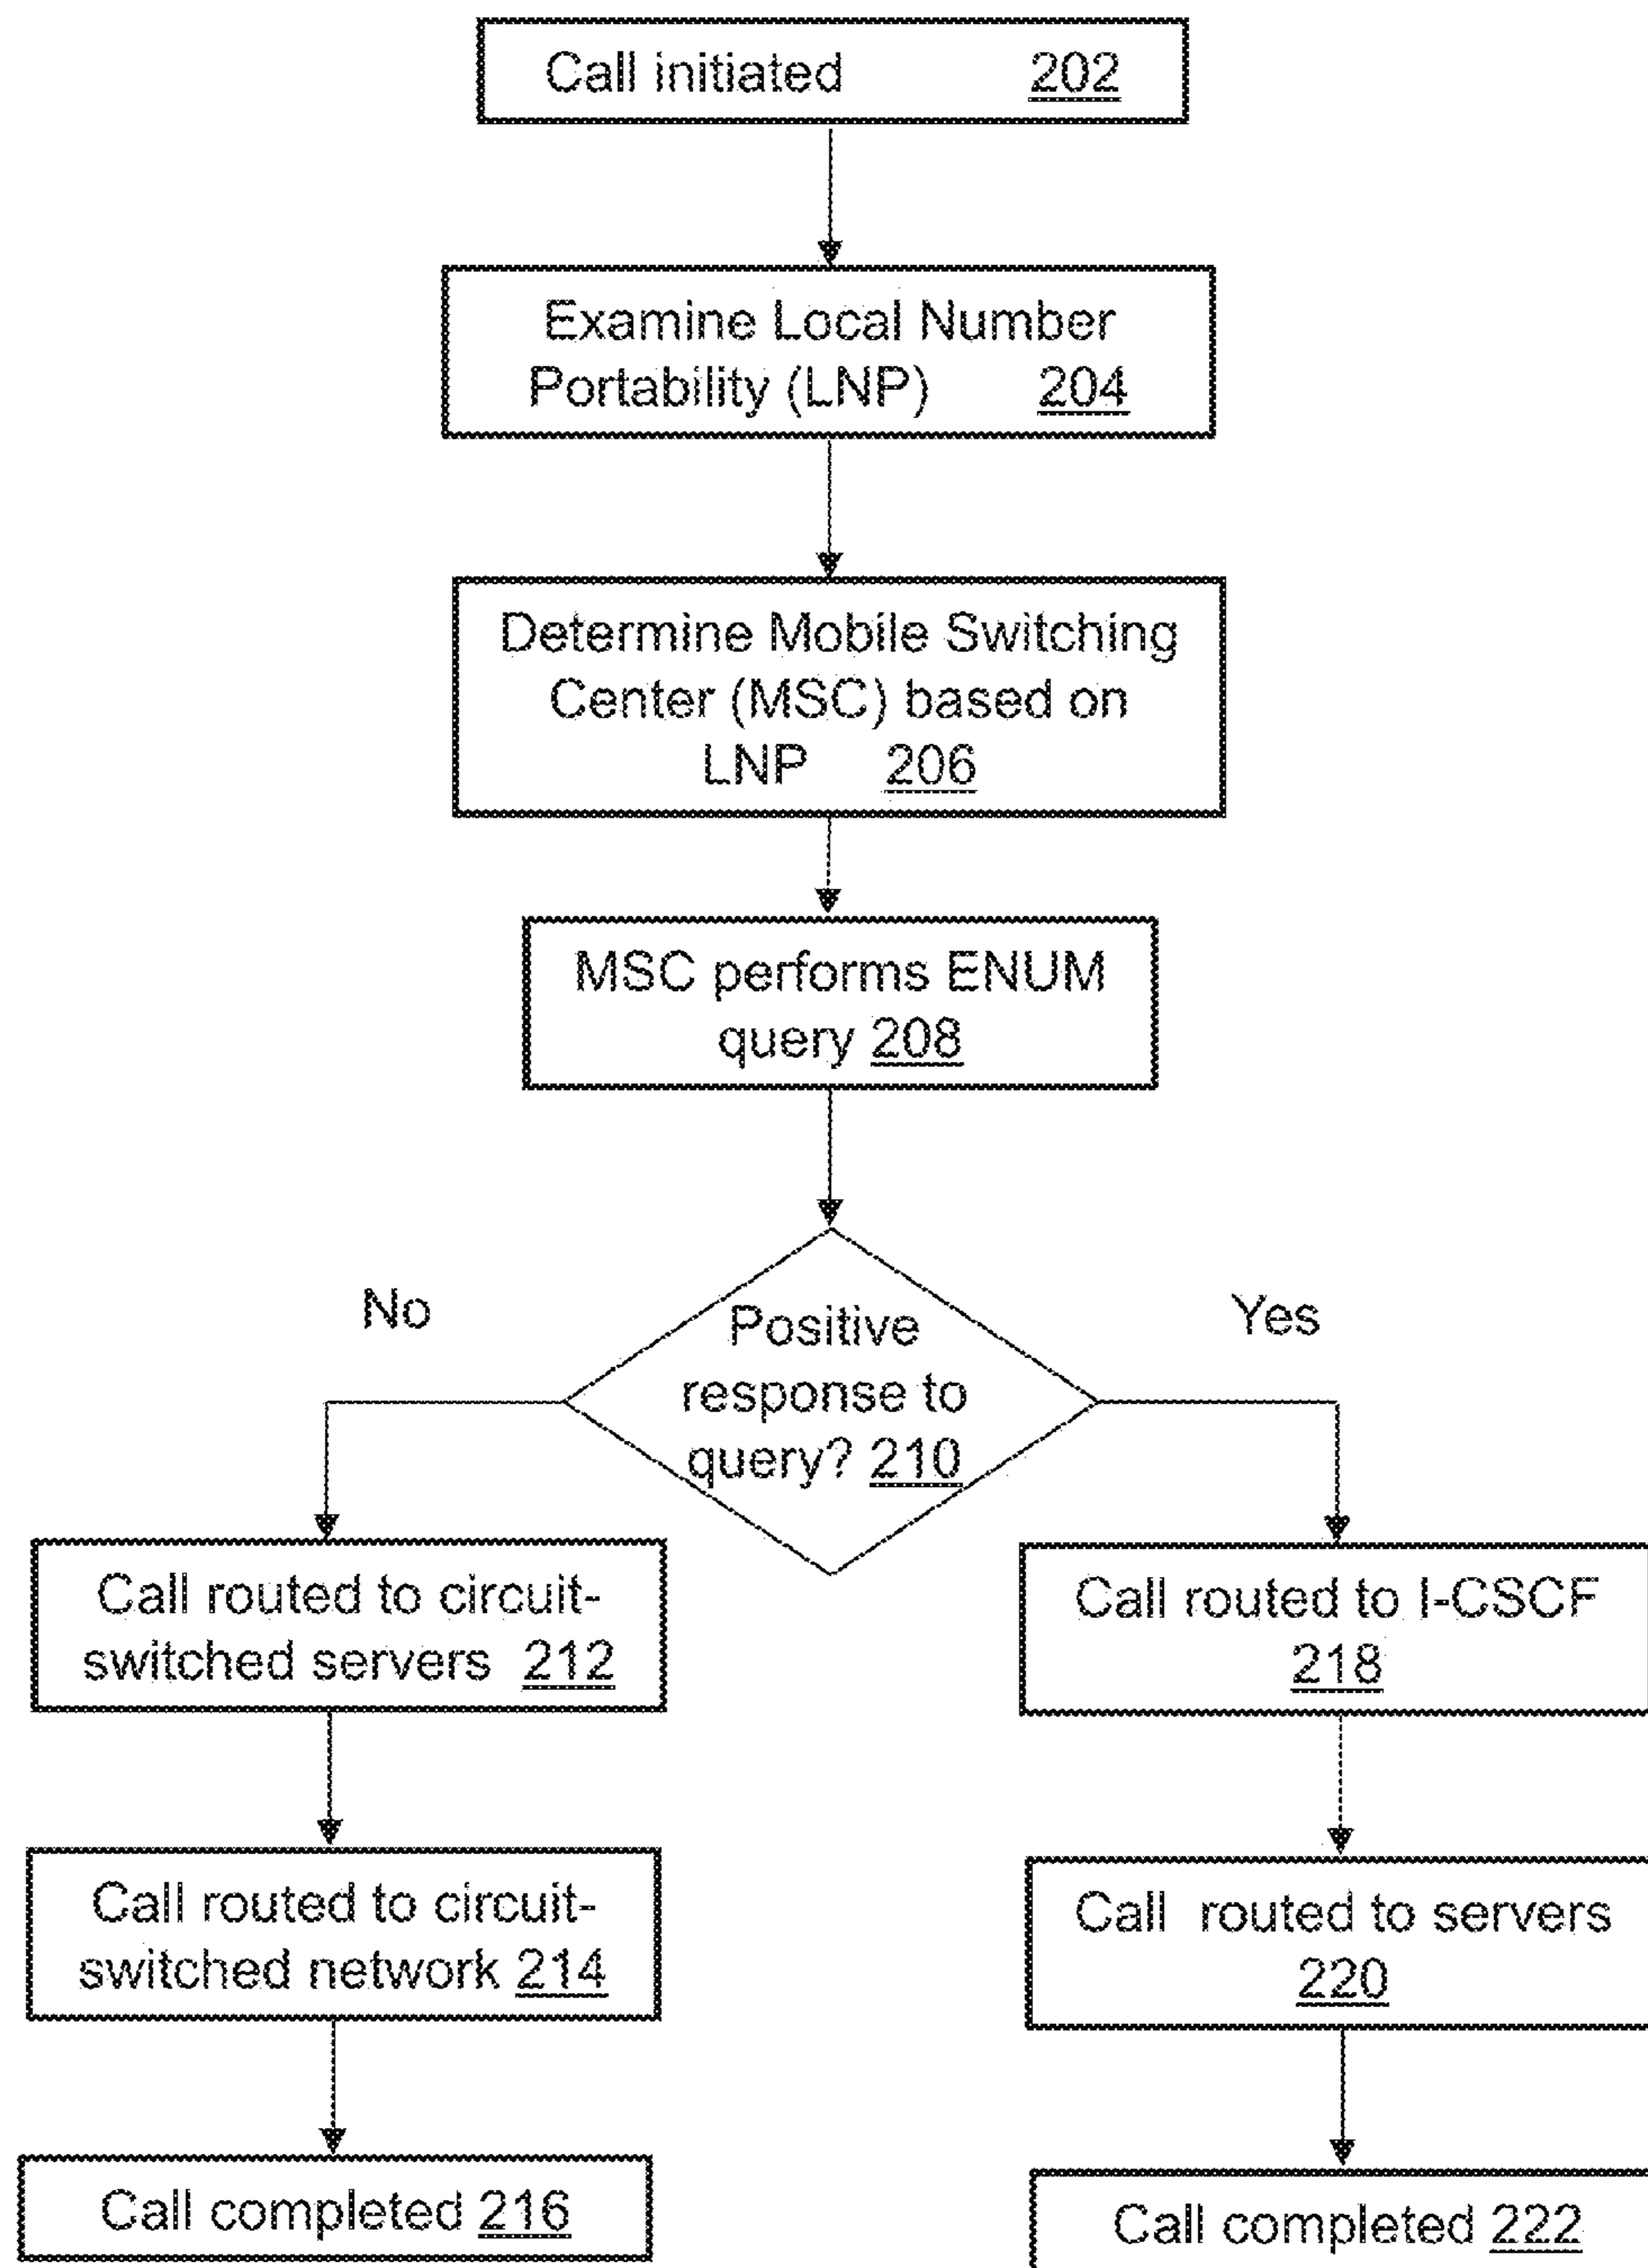 Call initiated 202
Examine Local Number
Portability (LNP) 204
Determine Mobile Switching
Center (MSC) based on
LNP 206
MSC performs ENUM
query 208
Positive
response to
query? 210
No
Yes
Call routed to circuit-
switched servers 212
Call routed to circuit-
switched network 214
Call completed 216
Call routed to I-CSCF
218
Call routed to servers
220
Call completed 222